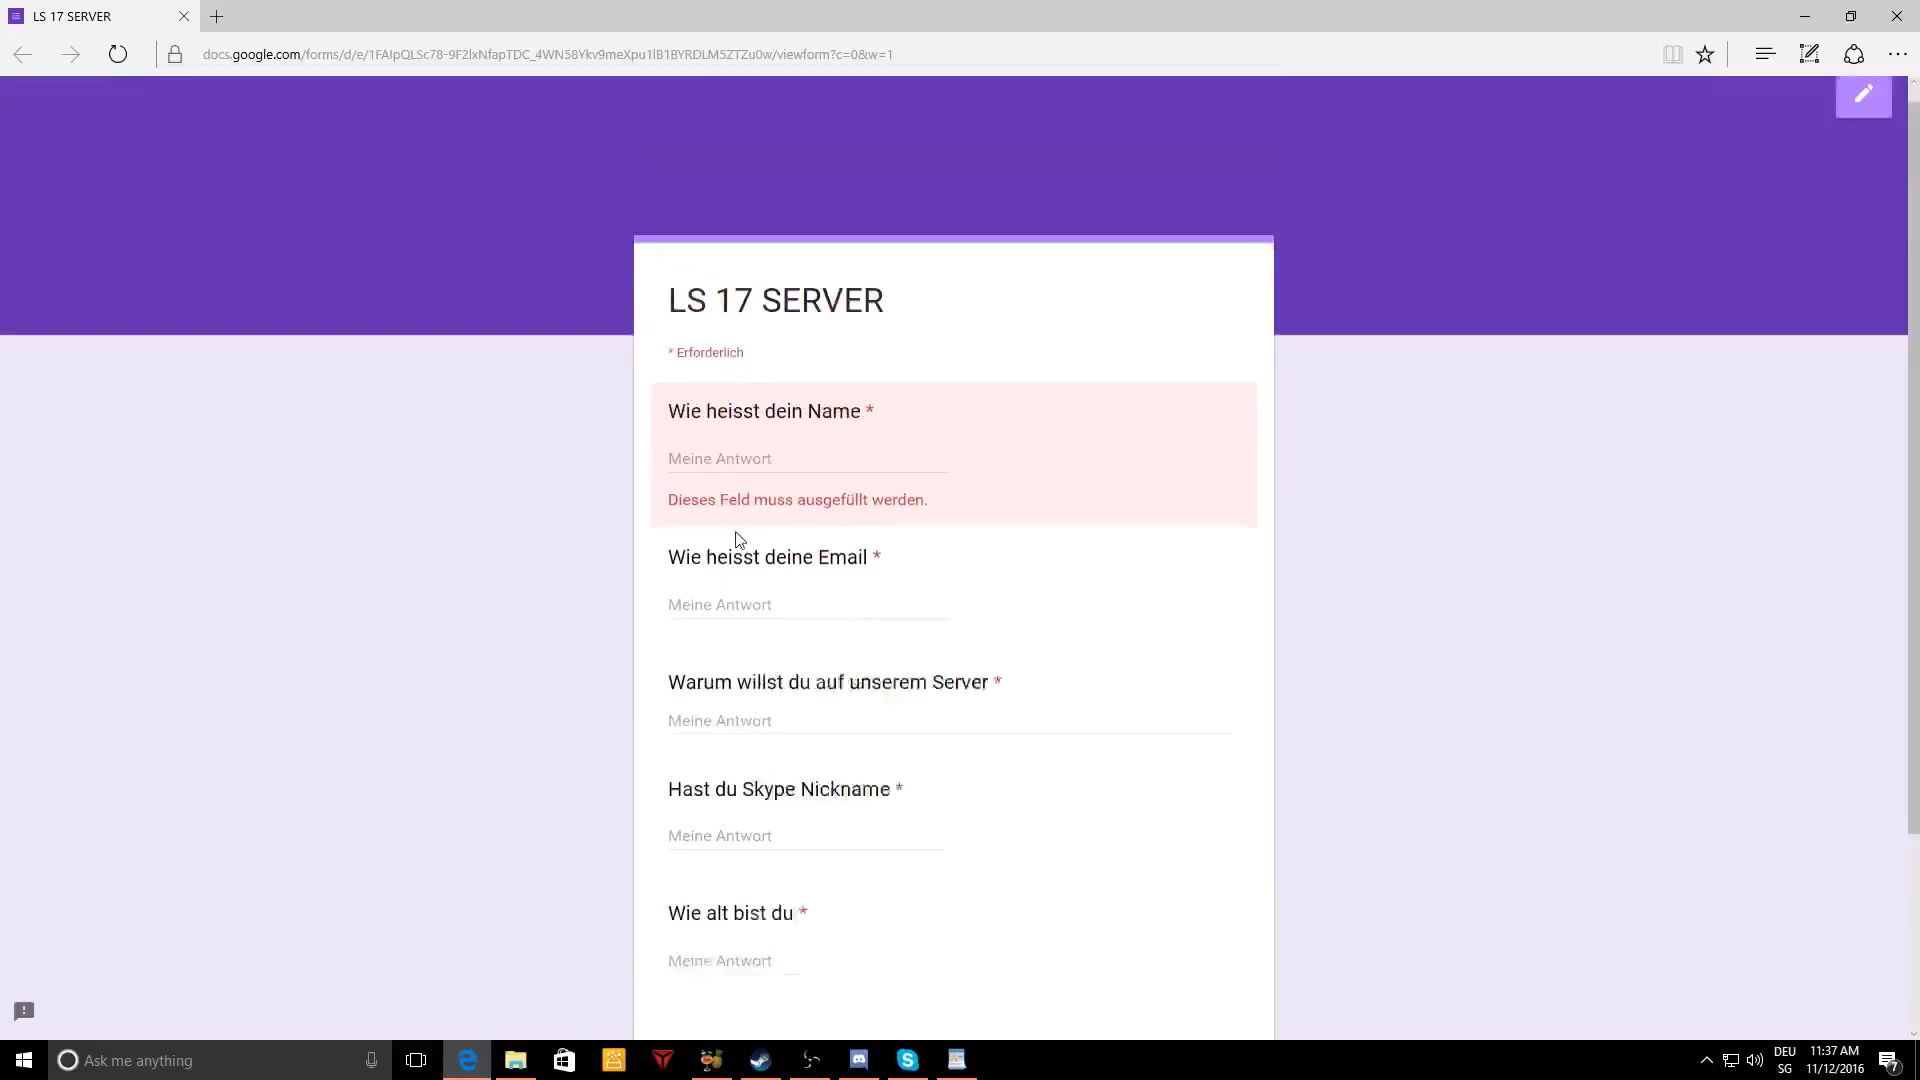 LS 17 SERVER
docs.google.com/forms/d/e/1FAIpQLSc78-9F2lxNfapTDC_4WN58Ykv9meXpu1lB1BYRDLM5ZTZu0w/viewform?c=0&w=1
LS 17 SERVER
* Erforderlich
Wie heisst dein Name *
Meine Antwort
Dieses Feld muss ausgefüllt werden.
Wie heisst deine Email *
Meine Antwort
Warum willst du auf unserem Server *
Meine Antwort
Hast du Skype Nickname *
Meine Antwort
Wie alt bist du *
Meine Antwort
Ask me anything
DEU
SG
11:37 AM
11/12/2016
7